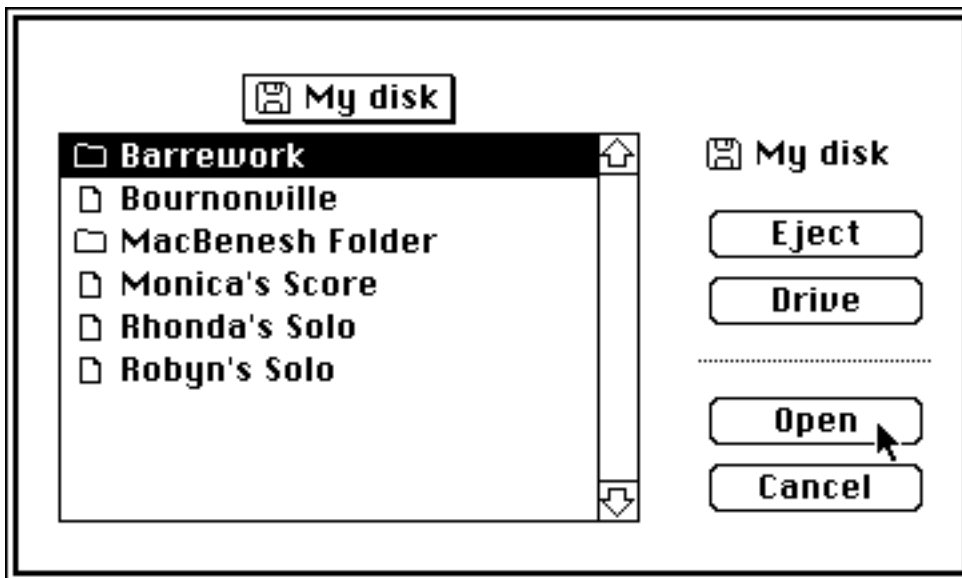 My disk
Barrework
Bournonville
MacBenesh Folder
Monica's Score
Rhonda's Solo
Robyn's Solo
My disk
Eject
Drive
Open
Cancel